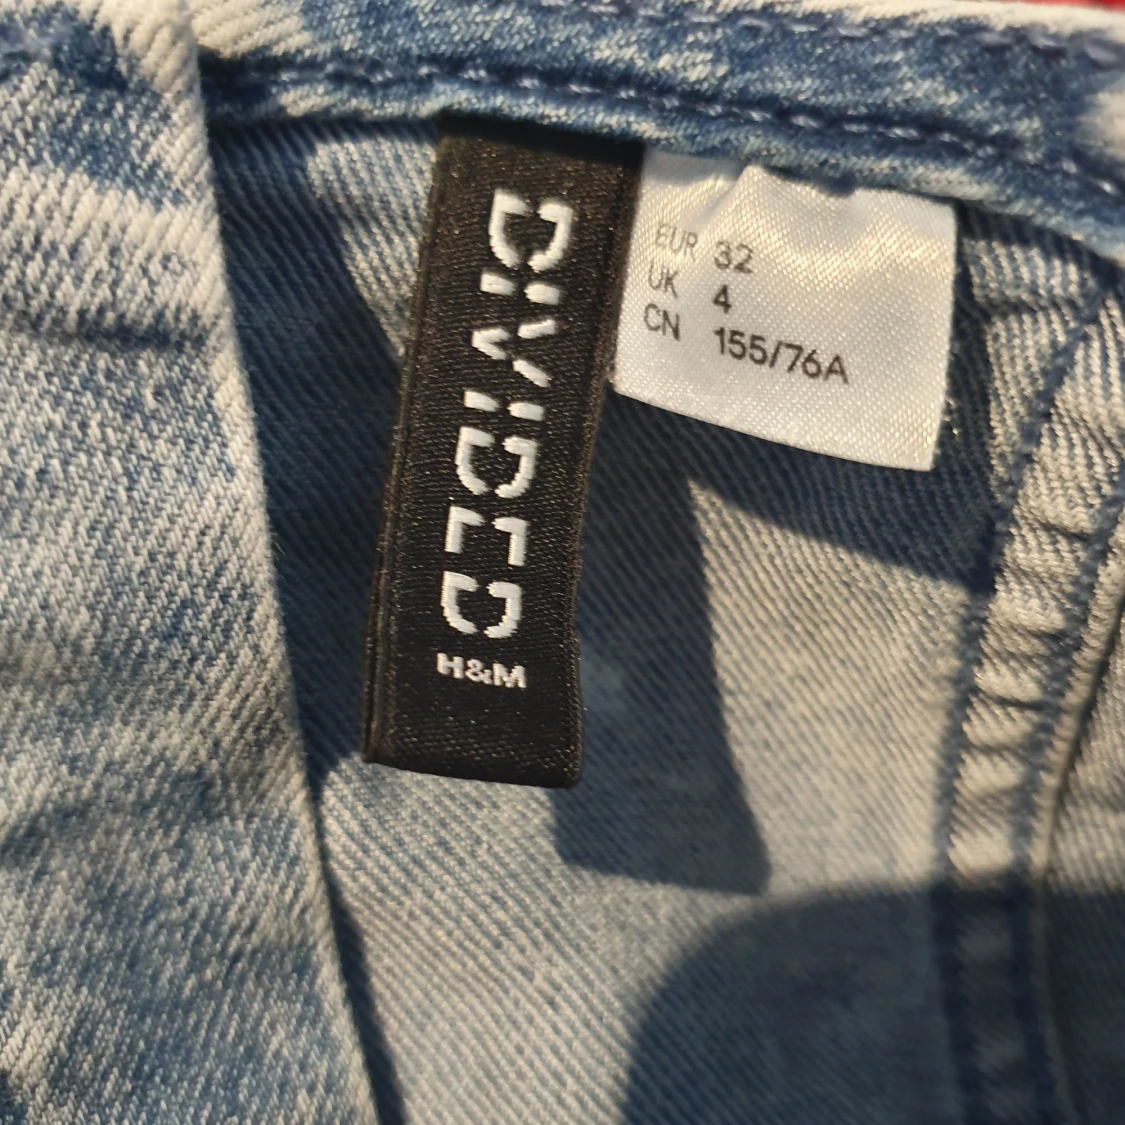 DIVIDED
H&M
EUR 32
UK 4
CN 155/76A